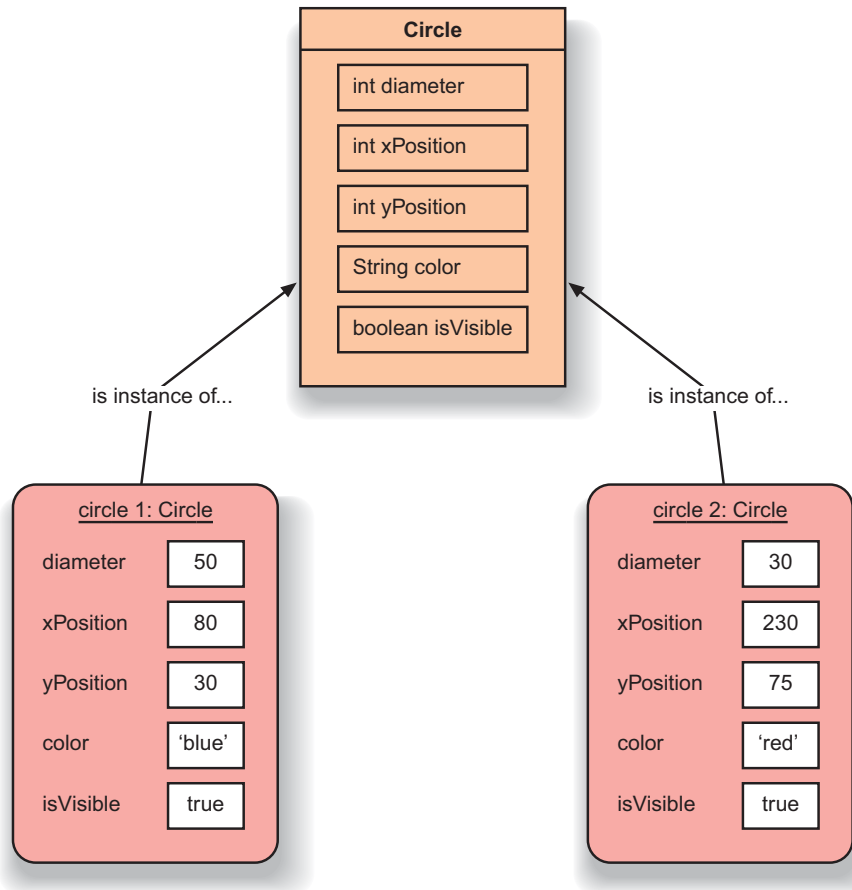 Circle
int diameter
int xPosition
int yPosition
String color
boolean isVisible
is instance of...
is instance of...
circle 1: Circle
diameter 50
xPosition 80
yPosition 30
color ‘blue’
isVisible true
circle 2: Circle
diameter 30
xPosition 230
yPosition 75
color ‘red’
isVisible true